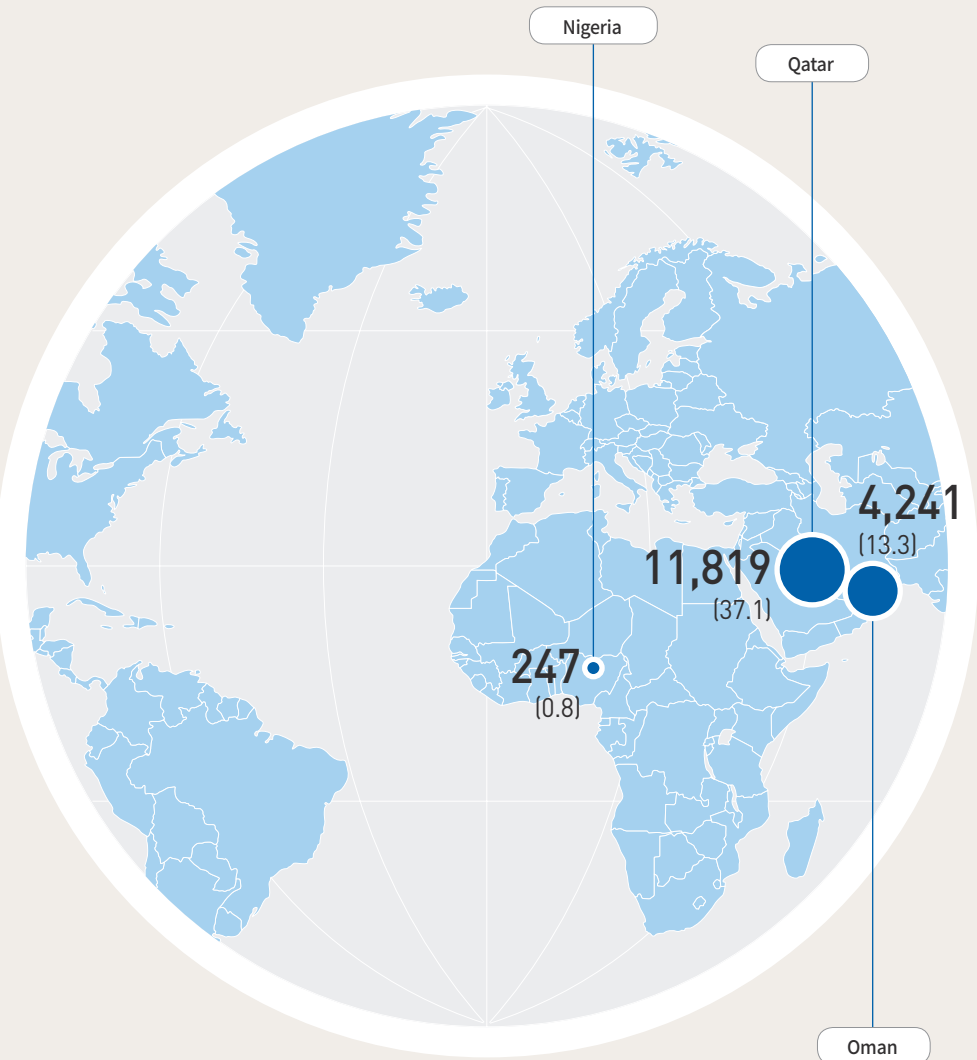 Nigeria
Qatar
4,241
(13.3)
11,819
(37.1)
247
(0.8)
Oman